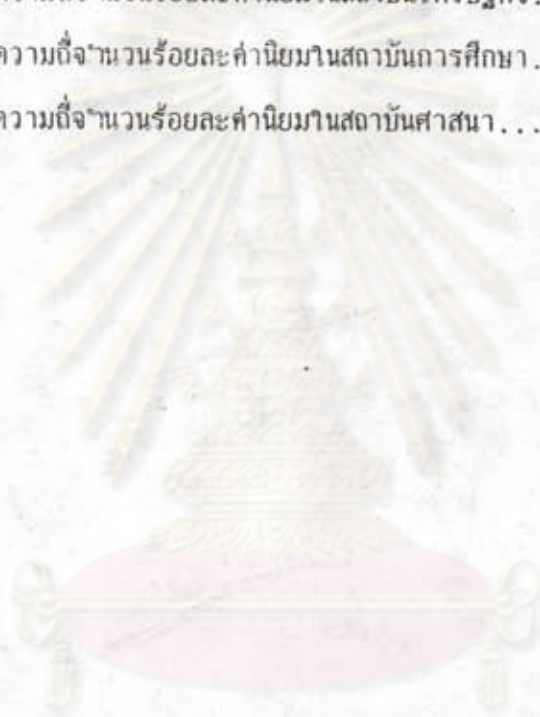 ความถี่จำนวนร้อยละค่านิยมในสถาบันการศึกษา .
ความถี่จำนวนร้อยละค่านิยมในสถาบันศาสนา . . .